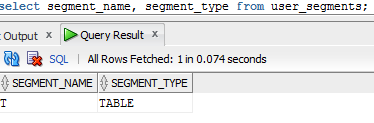 select segment_name, segment_type from user_segments;
Output x Query Result x
SQL | All Rows Fetched: 1 in 0.074 seconds
SEGMENT_NAME SEGMENT_TYPE
T TABLE